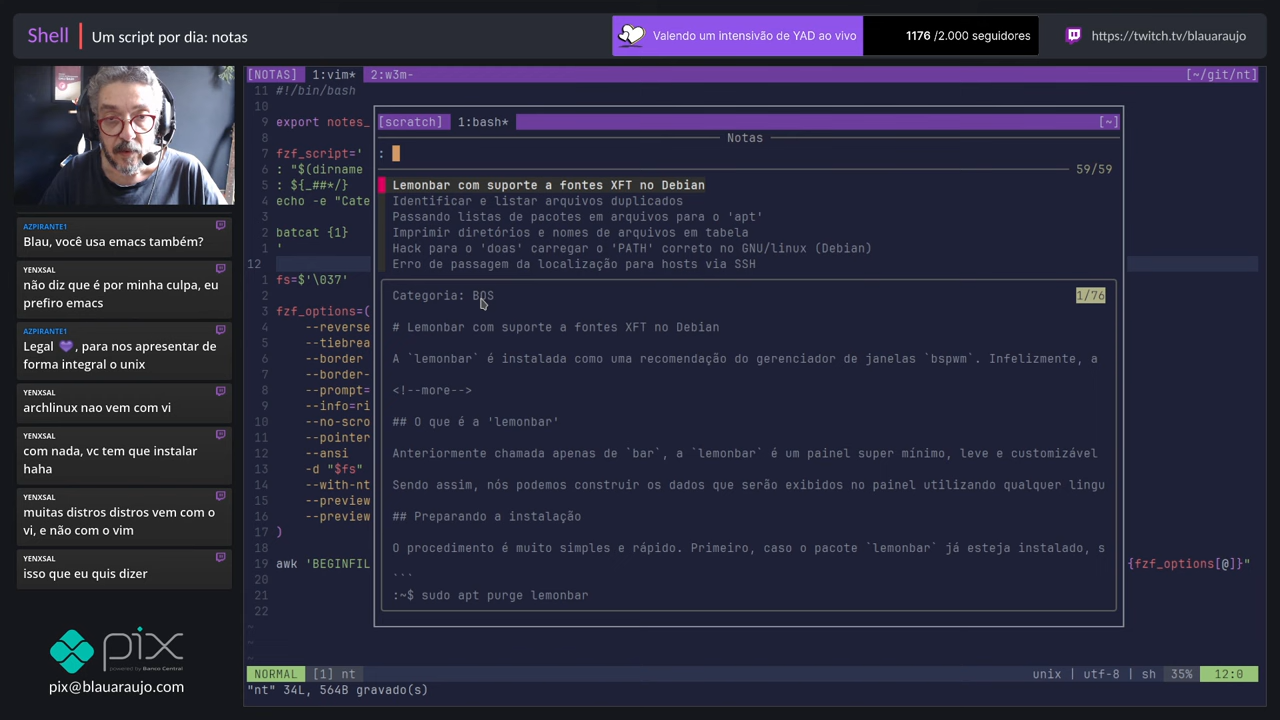 Shell
Um script por dia: notas
Valendo um intensivão de YAD ao vivo
1176 /2.000 seguidores
https://twitch.tv/blauaraujo
AZPIRANTE1
Blau, você usa emacs também?
YENXSAL
não diz que é por minha culpa, eu
prefiro emacs
AZPIRANTE1
Legal 💜, para nos apresentar de
forma integral o unix
YENXSAL
archlinux nao vem com vi
YENXSAL
com nada, vc tem que instalar
haha
YENXSAL
muitas distros distros vem com o
vi, e não com o vim
YENXSAL
isso que eu quis dizer
pix
powered by Banco Central
pix@blauaraujo.com
[NOTAS] 1:vim* 2:w3m- [~/git/nt]
11 #!/bin/bash
10
9 export notes_
8
7 fzf_script='
6 : "$(dirname
5 : ${_##*/}
4 echo -e "Cate
3
2 batcat {1}
1 '
12
1 fs=$'\037'
2
3 fzf_options=(
4 --reverse
5 --tiebrea
6 --border
7 --border-
8 --prompt=
9 --info=ri
10 --no-scro
11 --pointer
12 --ansi
13 -d "$fs"
14 --with-nt
15 --preview
16 --preview
17 )
18
19 awk 'BEGINFIL {fzf_options[@]}"
20
21
22
~
~
[scratch] 1:bash* [~]
Notas
:
59/59
Lemonbar com suporte a fontes XFT no Debian
Identificar e listar arquivos duplicados
Passando listas de pacotes em arquivos para o 'apt'
Imprimir diretórios e nomes de arquivos em tabela
Hack para o 'doas' carregar o 'PATH' correto no GNU/linux (Debian)
Erro de passagem da localização para hosts via SSH
Categoria: BQS 1/76
# Lemonbar com suporte a fontes XFT no Debian
A `lemonbar` é instalada como uma recomendação do gerenciador de janelas `bspwm`. Infelizmente, a
<!--more-->
## O que é a 'lemonbar'
Anteriormente chamada apenas de `bar`, a `lemonbar` é um painel super mínimo, leve e customizável
Sendo assim, nós podemos construir os dados que serão exibidos no painel utilizando qualquer lingu
## Preparando a instalação
O procedimento é muito simples e rápido. Primeiro, caso o pacote `lemonbar` já esteja instalado, s
```
:~$ sudo apt purge lemonbar
NORMAL [1] nt unix | utf-8 | sh 35% 12:0
"nt" 34L, 564B gravado(s)